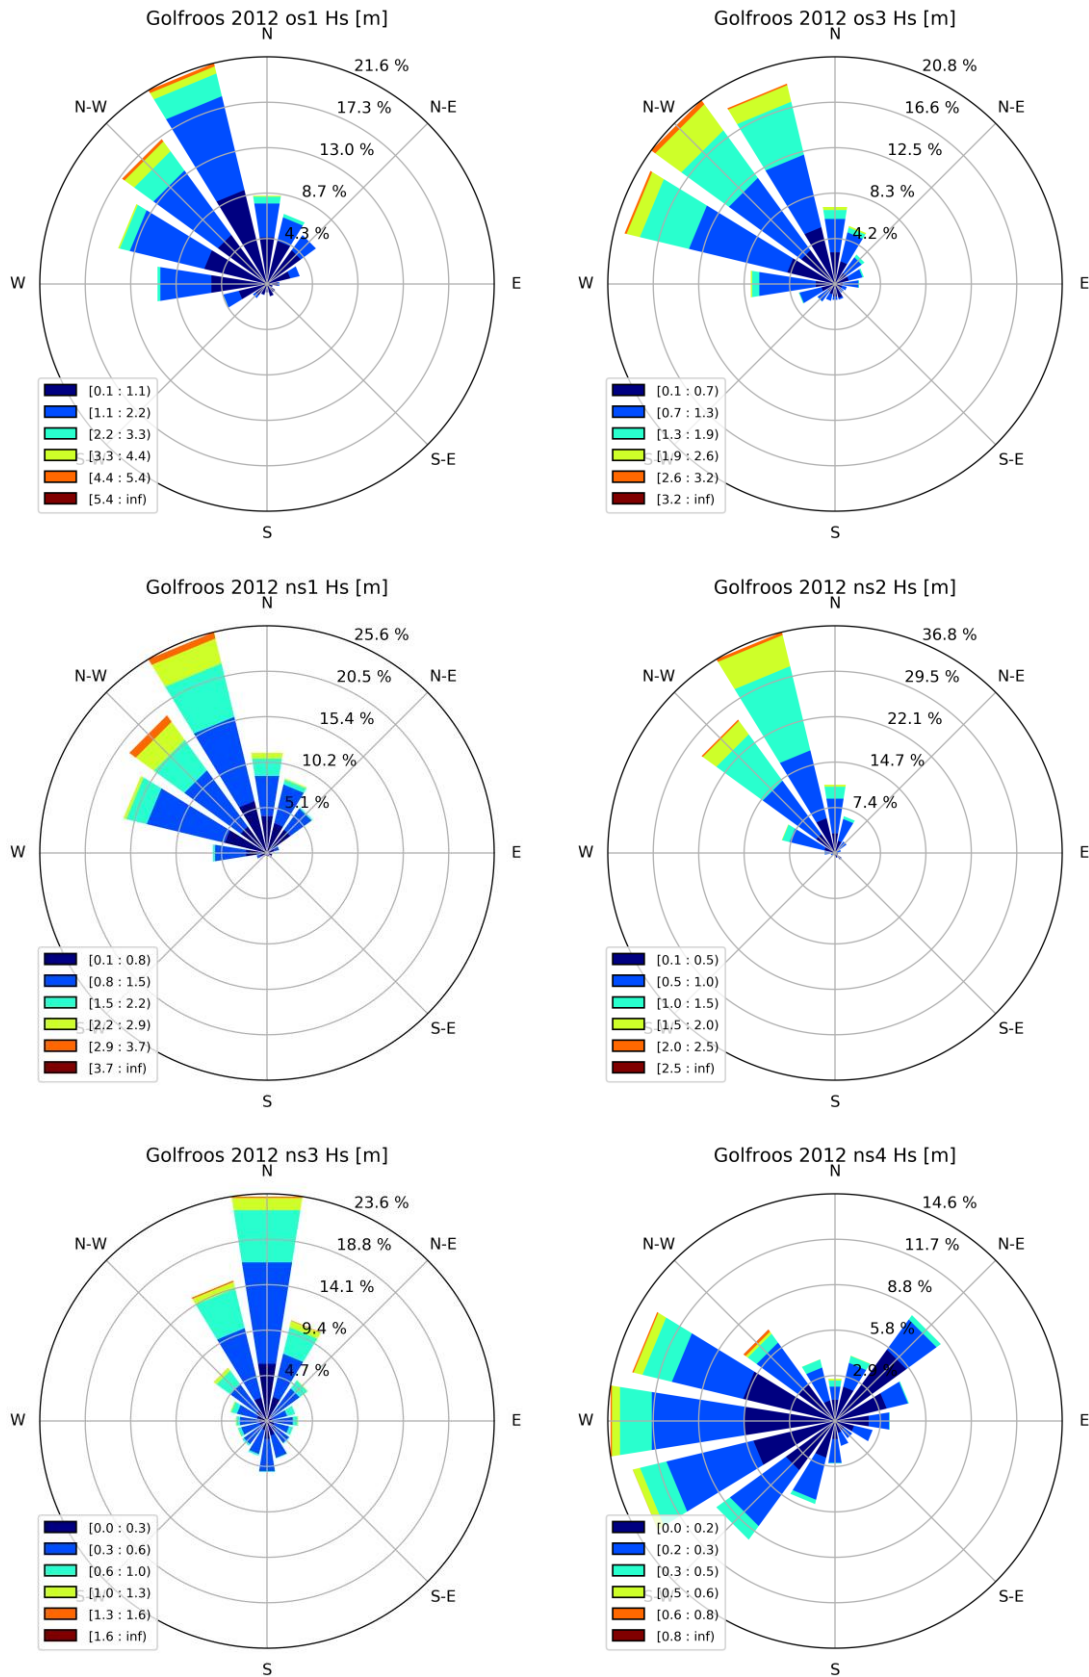 Golfroos 2012 os1 Hs [m]
N
21.6 %
N-W
17.3 %
N-E
13.0 %
8.7 %
4.3 %
W
E
[0.1 : 1.1)
[1.1 : 2.2)
[2.2 : 3.3)
[3.3 : 4.4)
[4.4 : 5.4)
[5.4 : inf)
S-W
S-E
S
Golfroos 2012 os3 Hs [m]
N
20.8 %
N-W
16.6 %
N-E
12.5 %
8.3 %
4.2 %
W
E
[0.1 : 0.7)
[0.7 : 1.3)
[1.3 : 1.9)
[1.9 : 2.6)
[2.6 : 3.2)
[3.2 : inf)
S-W
S-E
S
Golfroos 2012 ns1 Hs [m]
N
25.6 %
N-W
20.5 %
N-E
15.4 %
10.2 %
5.1 %
W
E
[0.1 : 0.8)
[0.8 : 1.5)
[1.5 : 2.2)
[2.2 : 2.9)
[2.9 : 3.7)
[3.7 : inf)
S-W
S-E
S
Golfroos 2012 ns2 Hs [m]
N
36.8 %
N-W
29.5 %
N-E
22.1 %
14.7 %
7.4 %
W
E
[0.1 : 0.5)
[0.5 : 1.0)
[1.0 : 1.5)
[1.5 : 2.0)
[2.0 : 2.5)
[2.5 : inf)
S-W
S-E
S
Golfroos 2012 ns3 Hs [m]
N
23.6 %
N-W
18.8 %
N-E
14.1 %
9.4 %
4.7 %
W
E
[0.0 : 0.3)
[0.3 : 0.6)
[0.6 : 1.0)
[1.0 : 1.3)
[1.3 : 1.6)
[1.6 : inf)
S-W
S-E
S
Golfroos 2012 ns4 Hs [m]
N
14.6 %
N-W
11.7 %
N-E
8.8 %
5.8 %
2.9 %
W
E
[0.0 : 0.2)
[0.2 : 0.3)
[0.3 : 0.5)
[0.5 : 0.6)
[0.6 : 0.8)
[0.8 : inf)
S-W
S-E
S